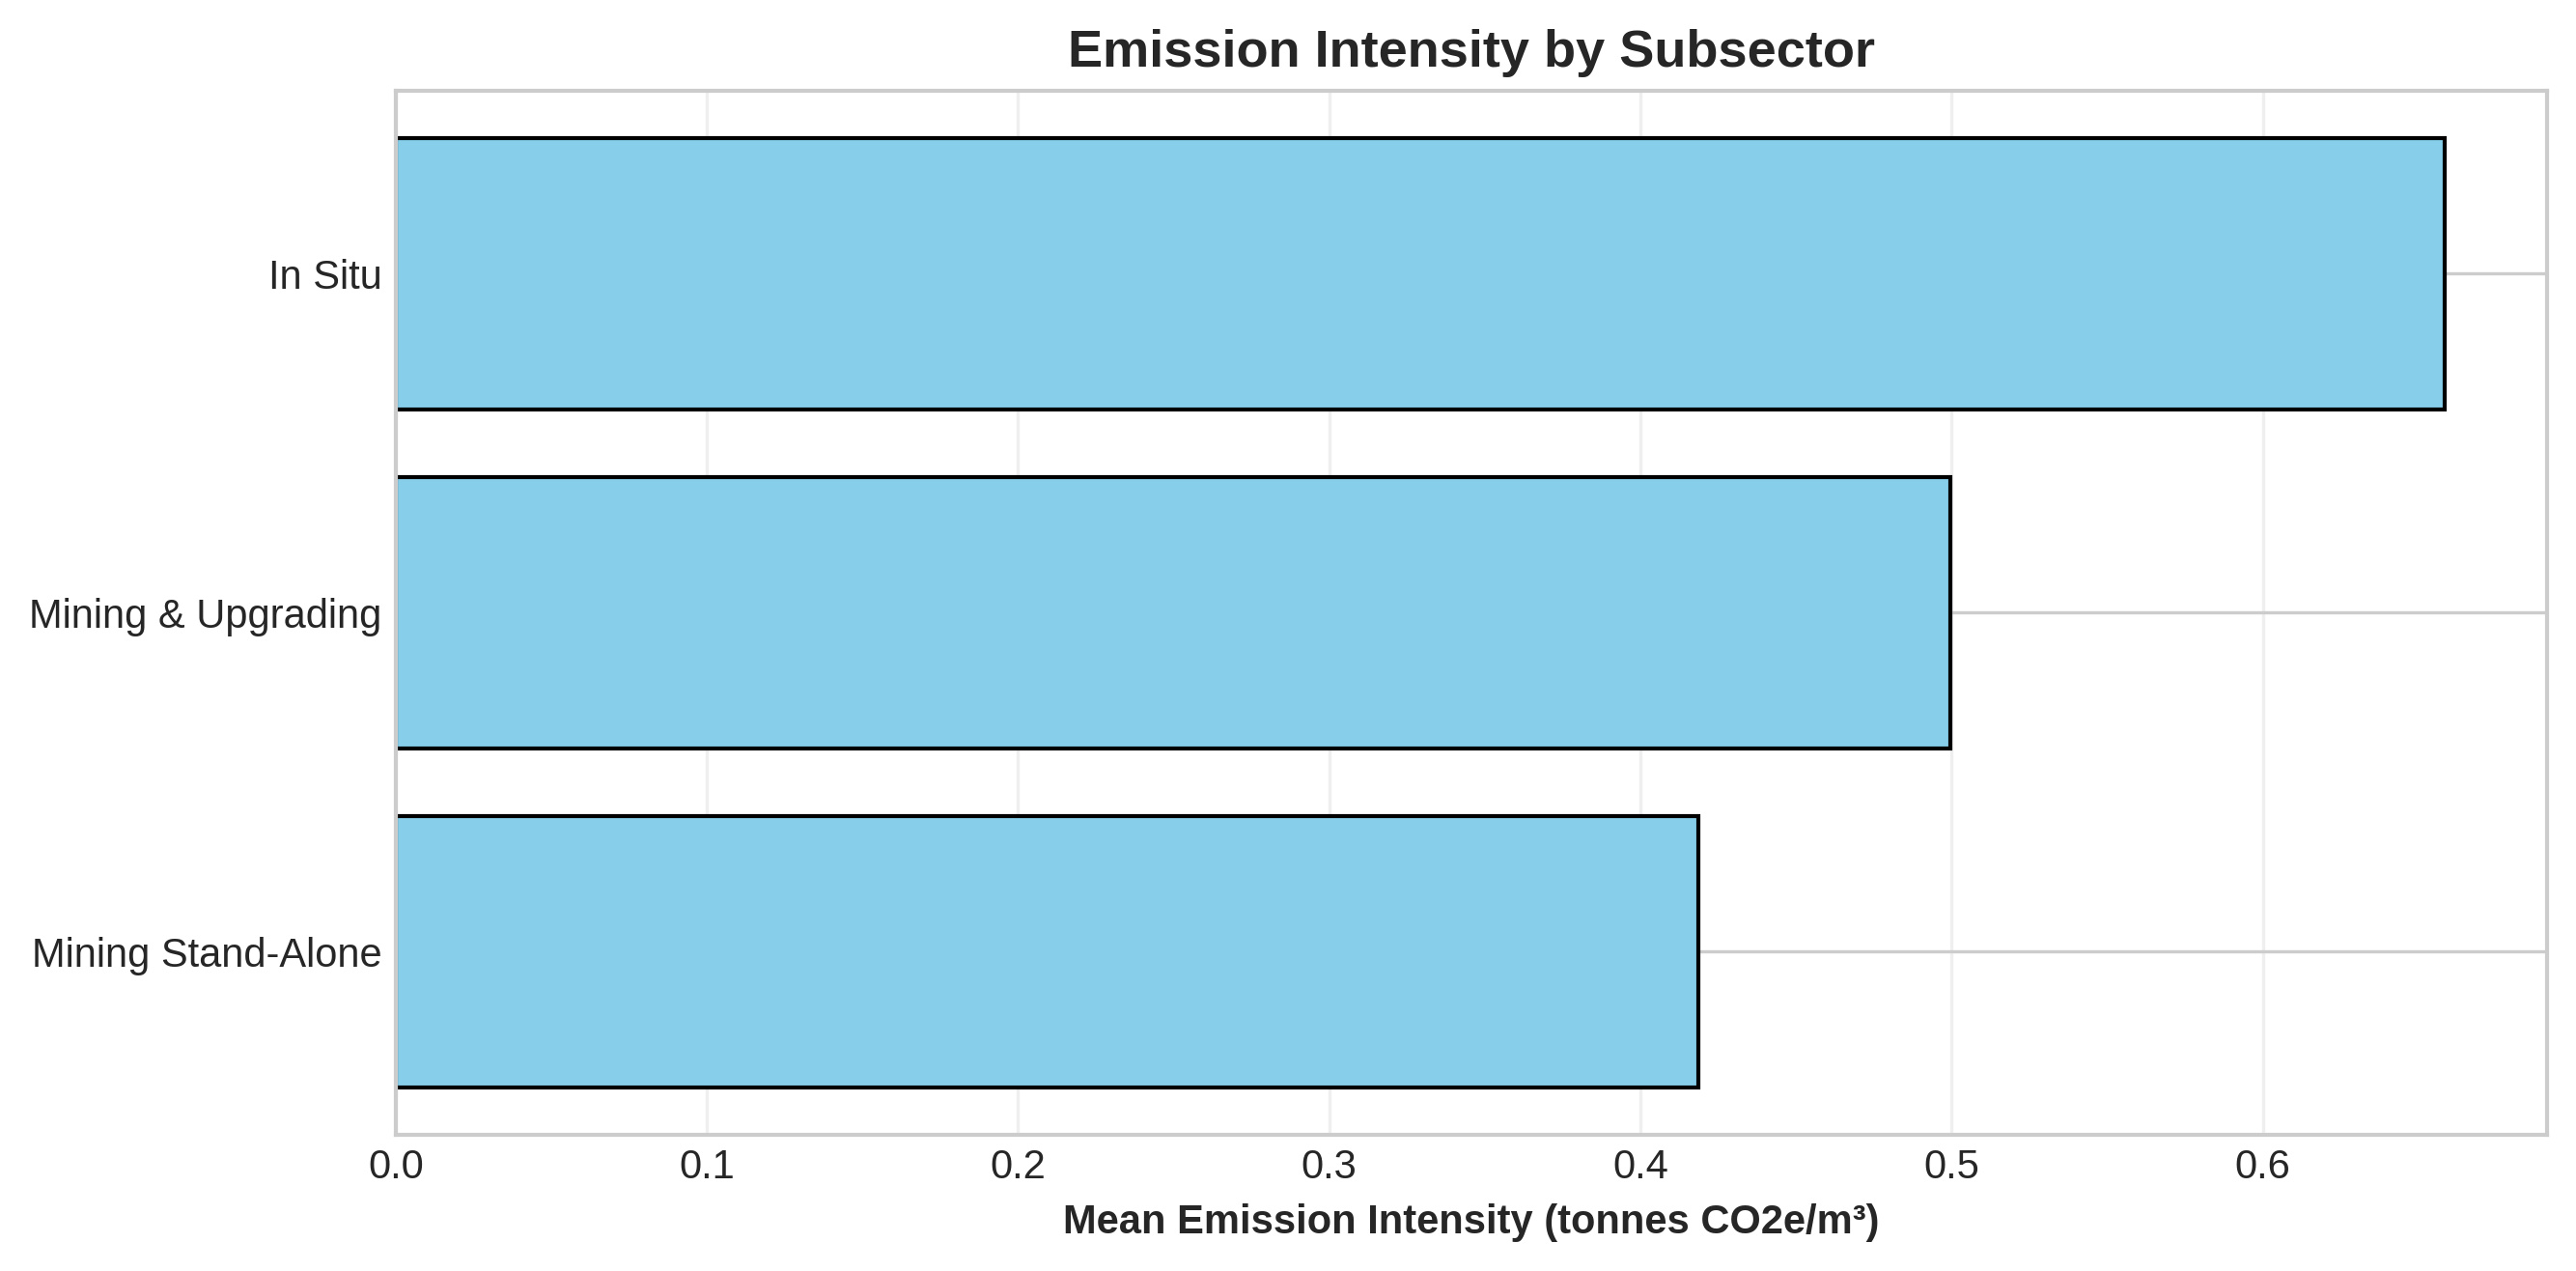 Emission Intensity by Subsector
In Situ
Mining & Upgrading
Mining Stand-Alone
0.0 0.1 0.2 0.3 0.4 0.5 0.6
Mean Emission Intensity (tonnes CO2e/m³)